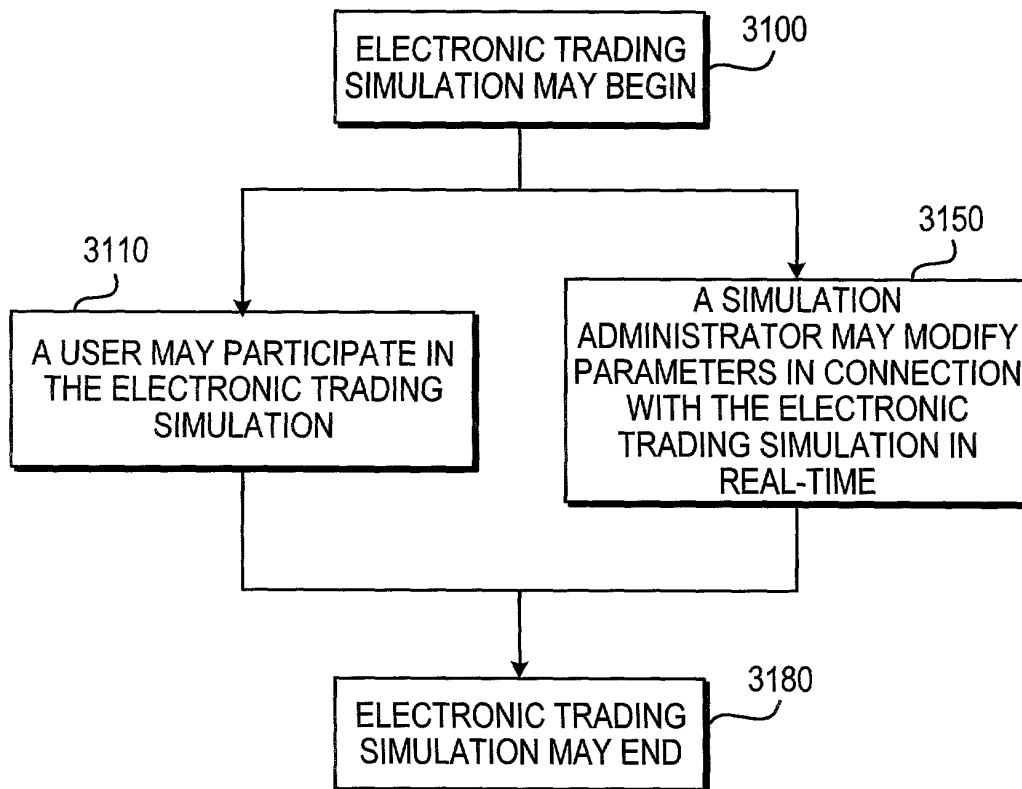 3100
ELECTRONIC TRADING
SIMULATION MAY BEGIN
3110
A USER MAY PARTICIPATE IN
THE ELECTRONIC TRADING
SIMULATION
3150
A SIMULATION
ADMINISTRATOR MAY MODIFY
PARAMETERS IN CONNECTION
WITH THE ELECTRONIC
TRADING SIMULATION IN
REAL-TIME
3180
ELECTRONIC TRADING
SIMULATION MAY END